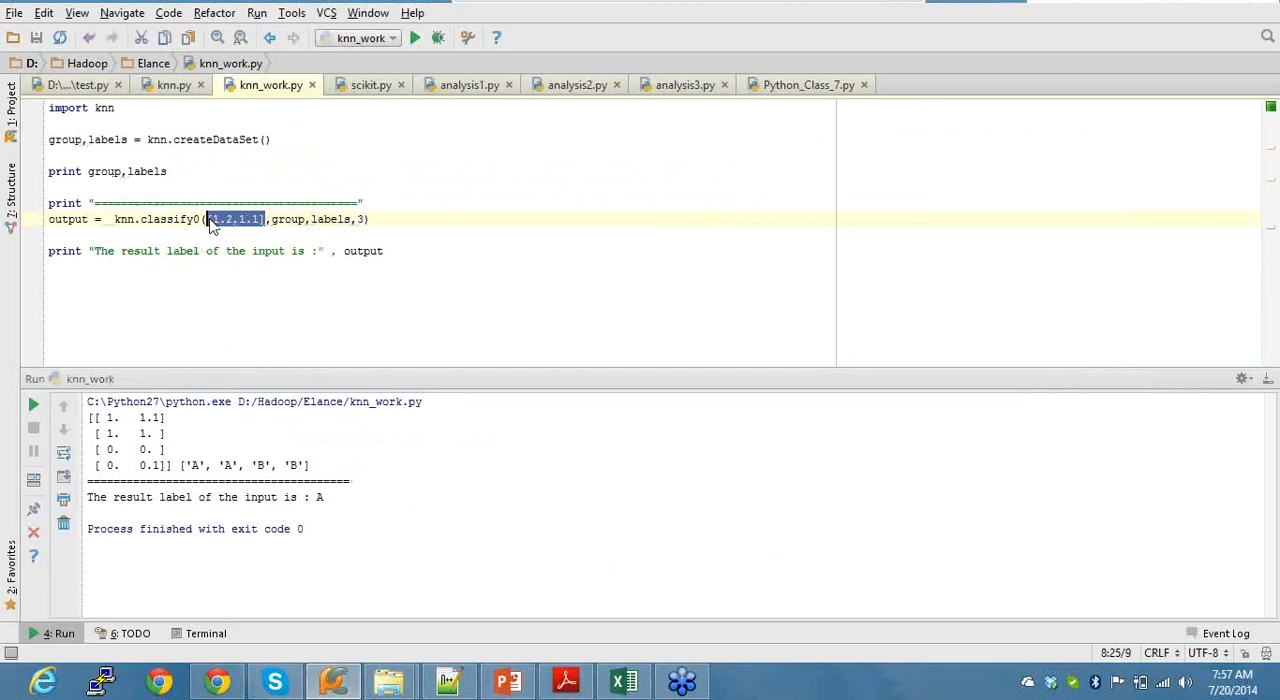 File Edit View Navigate Code Refactor Run Tools VCS Window Help
knn_work
D: Hadoop Elance knn_work.py
D:\...\test.py knn.py knn_work.py scikit.py analysis1.py analysis2.py analysis3.py Python_Class_7.py
1: Project
Z: Structure
2: Favorites
import knn
group,labels = knn.createDataSet()
print group,labels
print "========================================"
output = knn.classify0([1.2,1.1],group,labels,3)
print "The result label of the input is :" , output
Run knn_work
C:\Python27\python.exe D:/Hadoop/Elance/knn_work.py
[[ 1. 1.1]
[ 1. 1. ]
[ 0. 0. ]
[ 0. 0.1]] ['A', 'A', 'B', 'B']
========================================
The result label of the input is : A
Process finished with exit code 0
4: Run 6: TODO Terminal Event Log
8:25/9 CRLF UTF-8
7:57 AM
7/20/2014